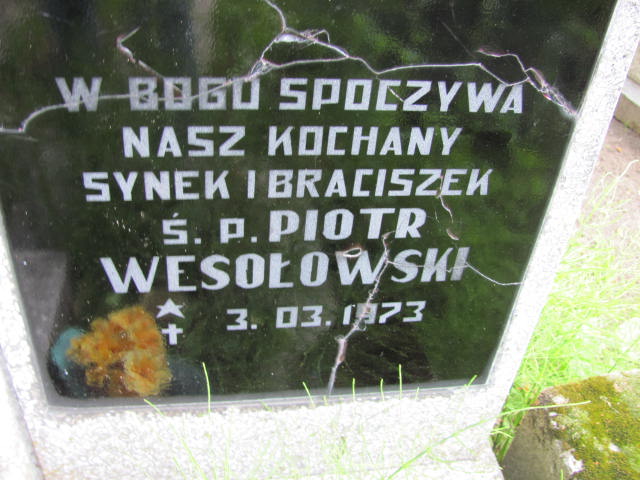 W BOGU SPOCZYWA
NASZ KOCHANY
SYNEK I BRACISZEK
Ś. P. PIOTR
WESOŁOWSKI
3. 03. 1973